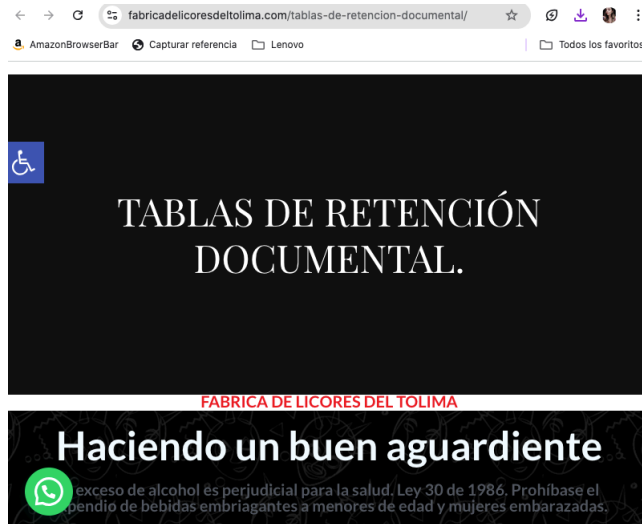 fabricadelicoresdeltolima.com/tablas-de-retencion-documental/
AmazonBrowserBar Capturar referencia Lenovo Todos los favoritos
TABLAS DE RETENCIÓN
DOCUMENTAL.
FABRICA DE LICORES DEL TOLIMA
Haciendo un buen aguardiente
exceso de alcohol es perjudicial para la salud. Ley 30 de 1986. Prohíbase el
pendio de bebidas embriagantes a menores de edad y mujeres embarazadas.